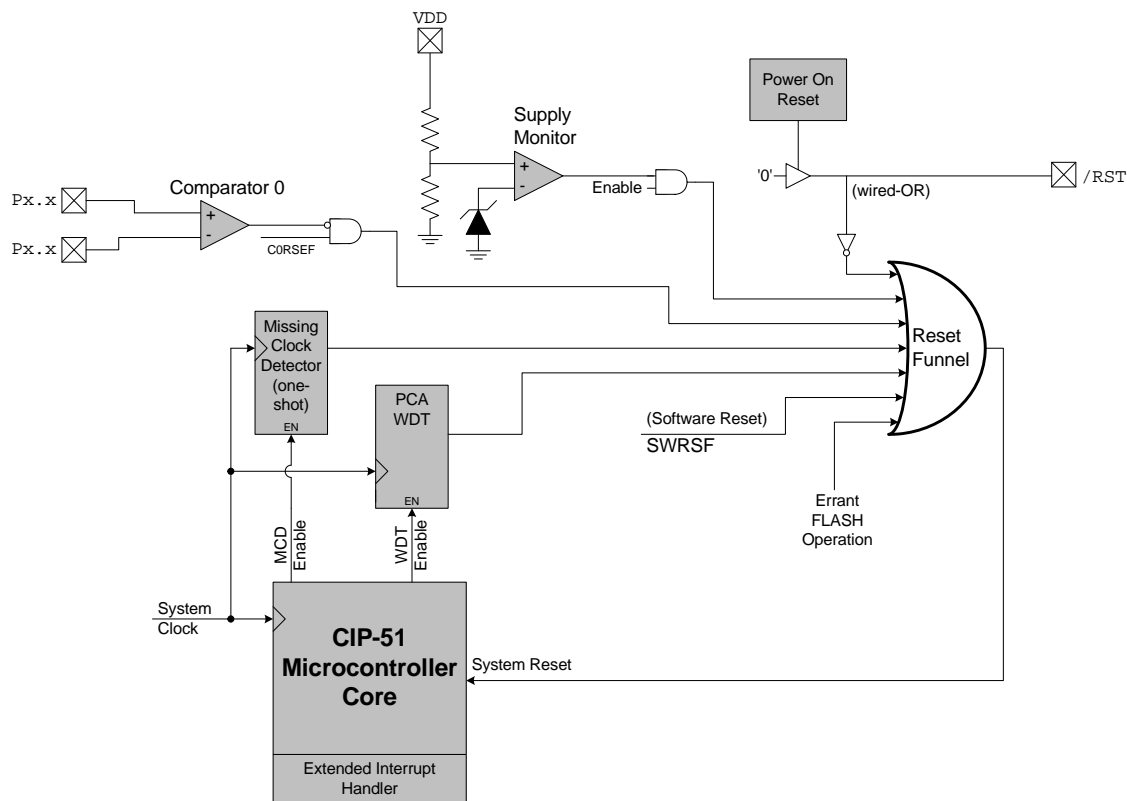 VDD
Power On
Reset
Supply
Monitor
+
-
Enable
'0'
(wired-OR)
/RST
Comparator 0
Px.x
+
Px.x
-
C0RSEF
Missing
Clock
Detector
(one-
shot)
EN
PCA
WDT
EN
Reset
Funnel
(Software Reset)
SWRSF
Errant
FLASH
Operation
MCD
Enable
WDT
Enable
System
Clock
CIP-51
Microcontroller
Core
System Reset
Extended Interrupt
Handler